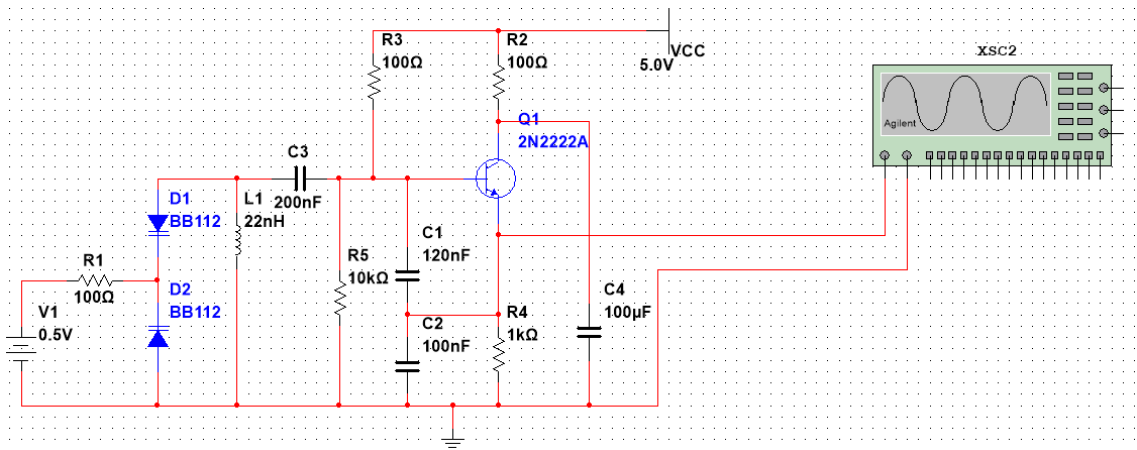 XSC2
Agilent
VCC
5.0V
R3
100Ω
R2
100Ω
Q1
2N2222A
C3
200nF
D1
BB112
L1
22nH
R1
100Ω
V1
0.5V
D2
BB112
R5
10kΩ
C1
120nF
C2
100nF
R4
1kΩ
C4
100µF